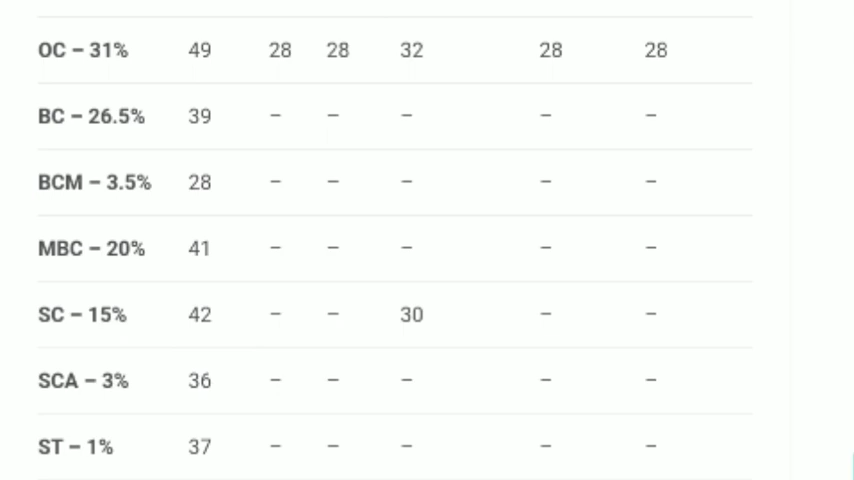 OC – 31% 49 28 28 32 28 28
BC – 26.5% 39 – – – – –
BCM – 3.5% 28 – – – – –
MBC – 20% 41 – – – – –
SC – 15% 42 – – 30 – –
SCA – 3% 36 – – – – –
ST – 1% 37 – – – – –